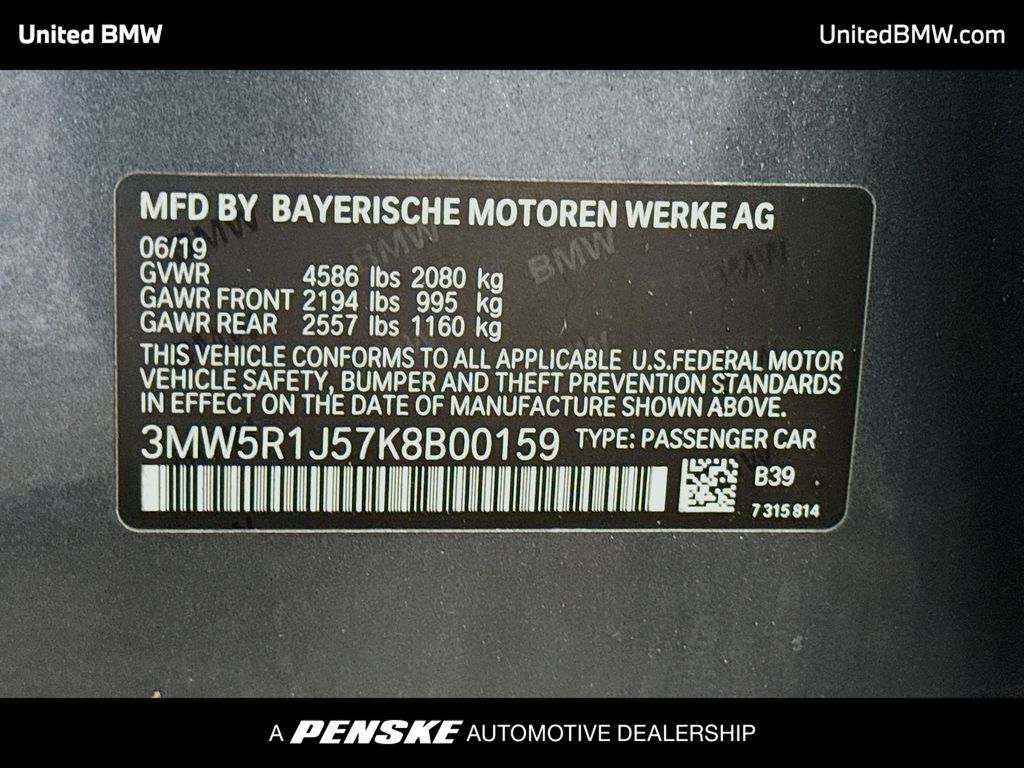 United BMW
UnitedBMW.com
MFD BY BAYERISCHE MOTOREN WERKE AG
06/19
GVWR 4586 lbs 2080 kg
GAWR FRONT 2194 lbs 995 kg
GAWR REAR 2557 lbs 1160 kg
THIS VEHICLE CONFORMS TO ALL APPLICABLE U.S.FEDERAL MOTOR
VEHICLE SAFETY, BUMPER AND THEFT PREVENTION STANDARDS
IN EFFECT ON THE DATE OF MANUFACTURE SHOWN ABOVE.
3MW5R1J57K8B00159 TYPE: PASSENGER CAR
B39
7 315 814
A PENSKE AUTOMOTIVE DEALERSHIP